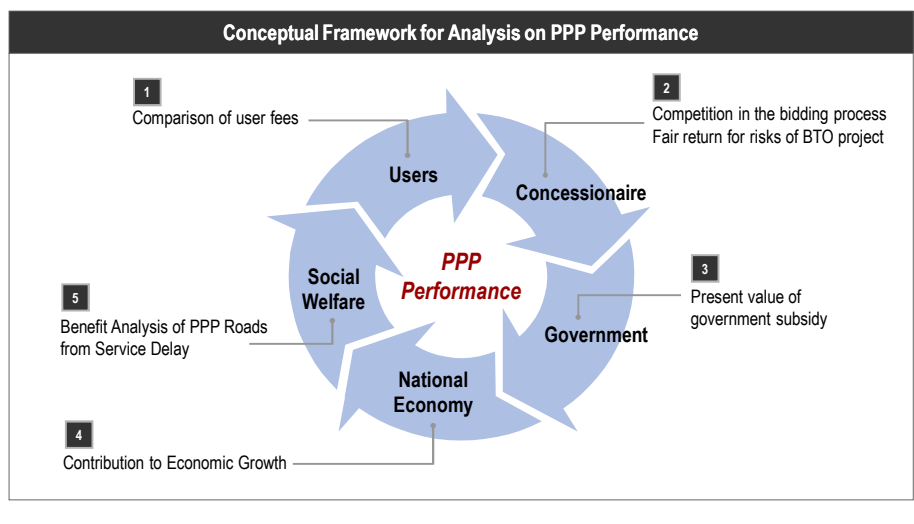 Conceptual Framework for Analysis on PPP Performance
1
Comparison of user fees
2
Competition in the bidding process
Fair return for risks of BTO project
Users
Concessionaire
PPP
Performance
3
Present value of
government subsidy
Government
Social
Welfare
5
Benefit Analysis of PPP Roads
from Service Delay
National
Economy
4
Contribution to Economic Growth